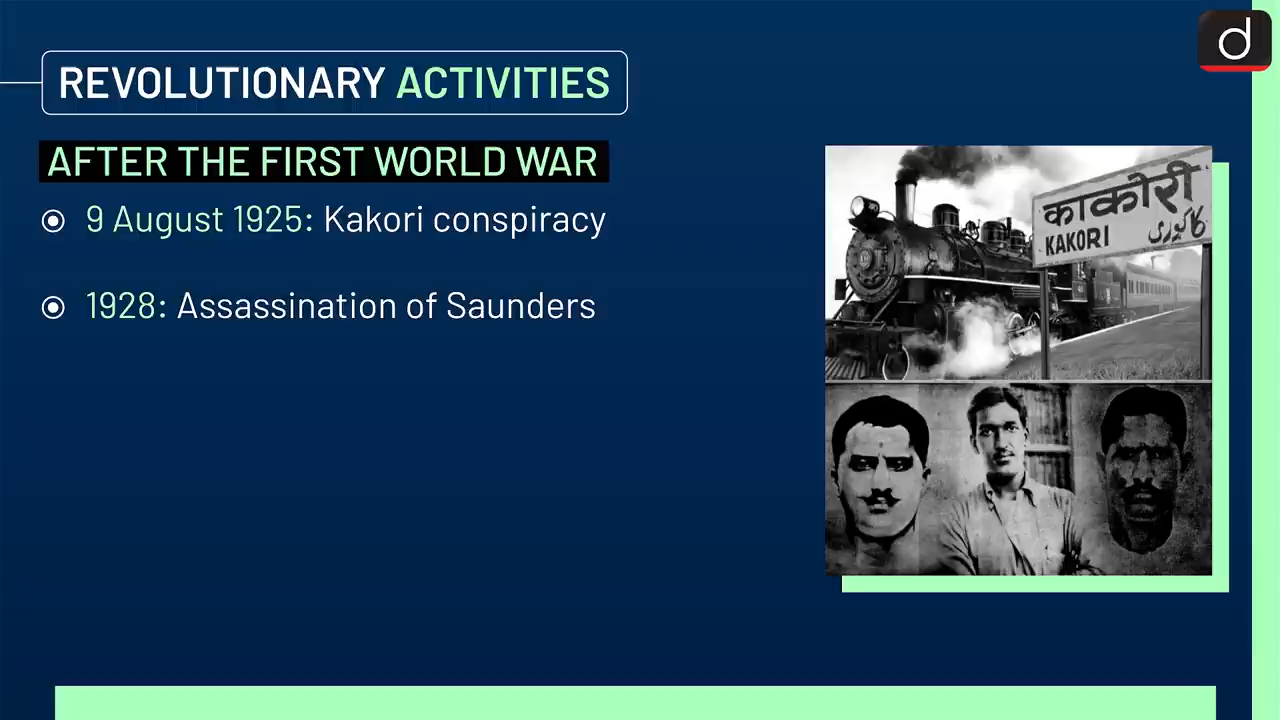 d
REVOLUTIONARY ACTIVITIES
AFTER THE FIRST WORLD WAR
9 August 1925: Kakori conspiracy
1928: Assassination of Saunders
काकोरी
KAKORI
کاکوری